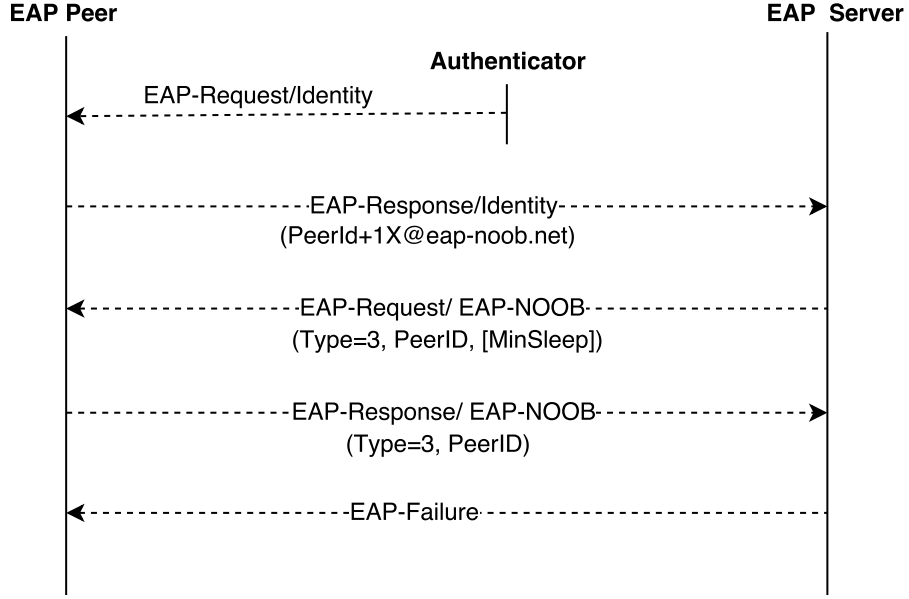 EAP Peer
EAP Server
Authenticator
EAP-Request/Identity
EAP-Response/Identity
(PeerId+1X@eap-noob.net)
EAP-Request/ EAP-NOOB
(Type=3, PeerID, [MinSleep])
EAP-Response/ EAP-NOOB
(Type=3, PeerID)
EAP-Failure